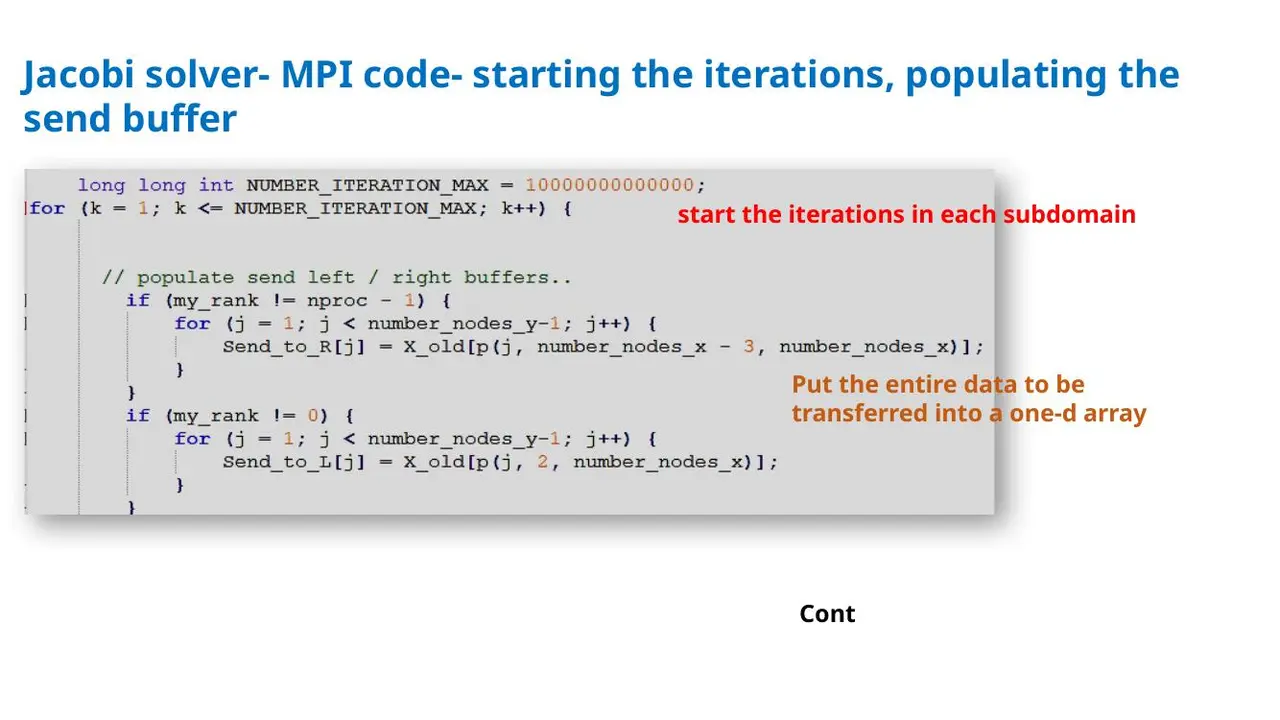 Jacobi solver- MPI code- starting the iterations, populating the
send buffer
long long int NUMBER_ITERATION_MAX = 10000000000000;
for (k = 1; k <= NUMBER_ITERATION_MAX; k++) {
start the iterations in each subdomain
// populate send left / right buffers..
if (my_rank != nproc - 1) {
for (j = 1; j < number_nodes_y-1; j++) {
Send_to_R[j] = X_old[p(j, number_nodes_x - 3, number_nodes_x)];
}
}
Put the entire data to be
transferred into a one-d array
if (my_rank != 0) {
for (j = 1; j < number_nodes_y-1; j++) {
Send_to_L[j] = X_old[p(j, 2, number_nodes_x)];
}
}
Cont